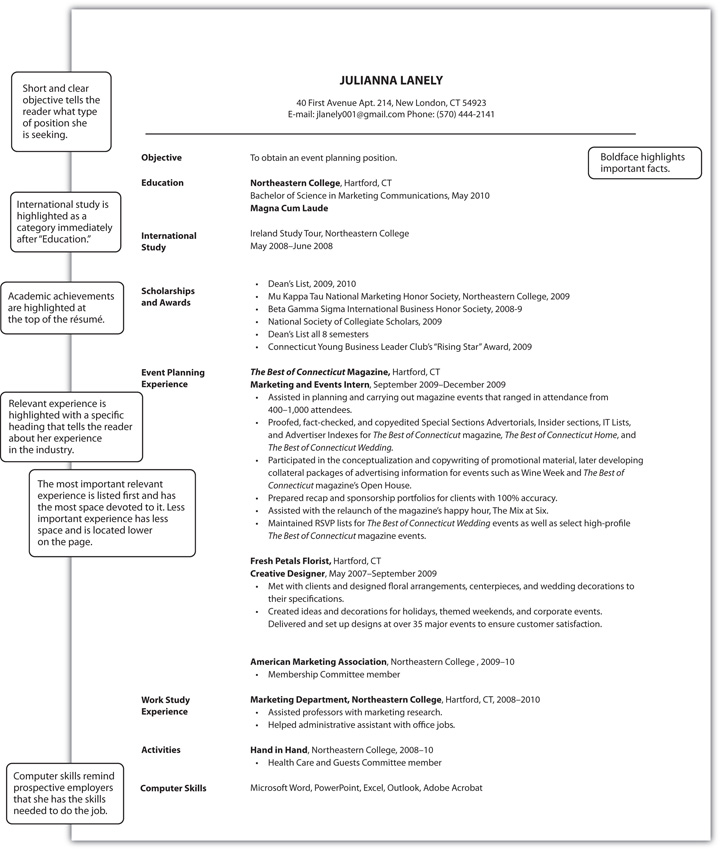 JULIANNA LANELY
40 First Avenue Apt. 214, New London, CT 54923
E-mail: jlanely001@gmail.com Phone: (570) 444-2141
Short and clear
objective tells the
reader what type
of position she
is seeking.
Objective
To obtain an event planning position.
Boldface highlights
important facts.
Education
Northeastern College, Hartford, CT
Bachelor of Science in Marketing Communications, May 2010
Magna Cum Laude
International study is
highlighted as a
category immediately
after “Education.”
International
Study
Ireland Study Tour, Northeastern College
May 2008–June 2008
Academic achievements
are highlighted at
the top of the résumé.
Scholarships
and Awards
• Dean’s List, 2009, 2010
• Mu Kappa Tau National Marketing Honor Society, Northeastern College, 2009
• Beta Gamma Sigma International Business Honor Society, 2008-9
• National Society of Collegiate Scholars, 2009
• Dean’s List all 8 semesters
• Connecticut Young Business Leader Club’s “Rising Star” Award, 2009
Relevant experience is
highlighted with a specific
heading that tells the reader
about her experience
in the industry.
The most important relevant
experience is listed first and has
the most space devoted to it. Less
important experience has less
space and is located lower
on the page.
Event Planning
Experience
The Best of Connecticut Magazine, Hartford, CT
Marketing and Events Intern, September 2009–December 2009
• Assisted in planning and carrying out magazine events that ranged in attendance from
400–1,000 attendees.
• Proofed, fact-checked, and copyedited Special Sections Advertorials, Insider sections, IT Lists,
and Advertiser Indexes for The Best of Connecticut magazine, The Best of Connecticut Home, and
The Best of Connecticut Wedding.
• Participated in the conceptualization and copywriting of promotional material, later developing
collateral packages of advertising information for events such as Wine Week and The Best of
Connecticut magazine’s Open House.
• Prepared recap and sponsorship portfolios for clients with 100% accuracy.
• Assisted with the relaunch of the magazine’s happy hour, The Mix at Six.
• Maintained RSVP lists for The Best of Connecticut Wedding events as well as select high-profile
The Best of Connecticut magazine events.
Fresh Petals Florist, Hartford, CT
Creative Designer, May 2007–September 2009
• Met with clients and designed floral arrangements, centerpieces, and wedding decorations to
their specifications.
• Created ideas and decorations for holidays, themed weekends, and corporate events.
Delivered and set up designs at over 35 major events to ensure customer satisfaction.
American Marketing Association, Northeastern College , 2009–10
• Membership Committee member
Work Study
Experience
Marketing Department, Northeastern College, Hartford, CT, 2008–2010
• Assisted professors with marketing research.
• Helped administrative assistant with office jobs.
Activities
Hand in Hand, Northeastern College, 2008–10
• Health Care and Guests Committee member
Computer skills remind
prospective employers
that she has the skills
needed to do the job.
Computer Skills
Microsoft Word, PowerPoint, Excel, Outlook, Adobe Acrobat